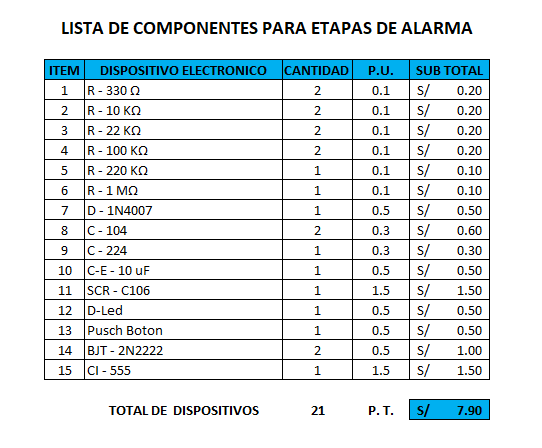 LISTA DE COMPONENTES PARA ETAPAS DE ALARMA
ITEM DISPOSITIVO ELECTRONICO CANTIDAD P.U. SUB TOTAL
1 R - 330 Ω 2 0.1 S/ 0.20
2 R - 10 KΩ 2 0.1 S/ 0.20
3 R - 22 KΩ 2 0.1 S/ 0.20
4 R - 100 KΩ 2 0.1 S/ 0.20
5 R - 220 KΩ 1 0.1 S/ 0.10
6 R - 1 MΩ 1 0.1 S/ 0.10
7 D - 1N4007 1 0.5 S/ 0.50
8 C - 104 2 0.3 S/ 0.60
9 C - 224 1 0.3 S/ 0.30
10 C-E - 10 uF 1 0.5 S/ 0.50
11 SCR - C106 1 1.5 S/ 1.50
12 D-Led 1 0.5 S/ 0.50
13 Pusch Boton 1 0.5 S/ 0.50
14 BJT - 2N2222 2 0.5 S/ 1.00
15 CI - 555 1 1.5 S/ 1.50
TOTAL DE DISPOSITIVOS 21 P. T. S/ 7.90